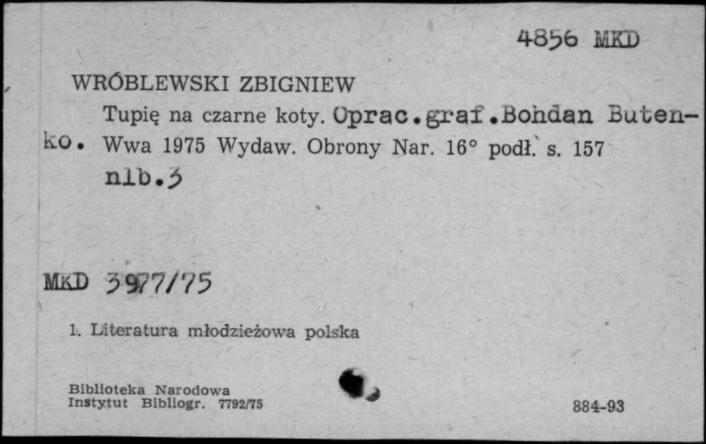 4856 MKD
WRÓBLEWSKI ZBIGNIEW
Tupię na czarne koty. Oprac.graf.Bohdan Buten-
ko. Wwa 1975 Wydaw. Obrony Nar. 16° podł. s. 157
nlb.3
MKD 3977/75
1. Literatura młodzieżowa polska
Biblioteka Narodowa
Instytut Bibliogr. 7792/75
884-93